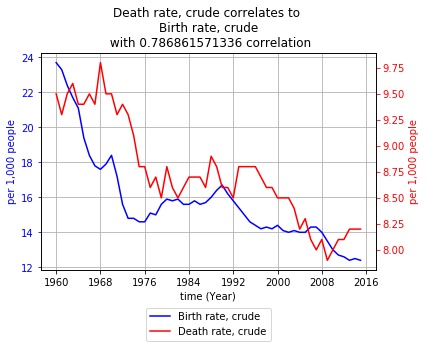 Death rate, crude correlates to
Birth rate, crude
with 0.786861571336 correlation
24
22
20
18
16
14
12
per 1,000 people
9.75
9.50
9.25
9.00
8.75
8.50
8.25
8.00
per 1,000 people
1960 1968 1976 1984 1992 2000 2008 2016
time (Year)
Birth rate, crude
Death rate, crude